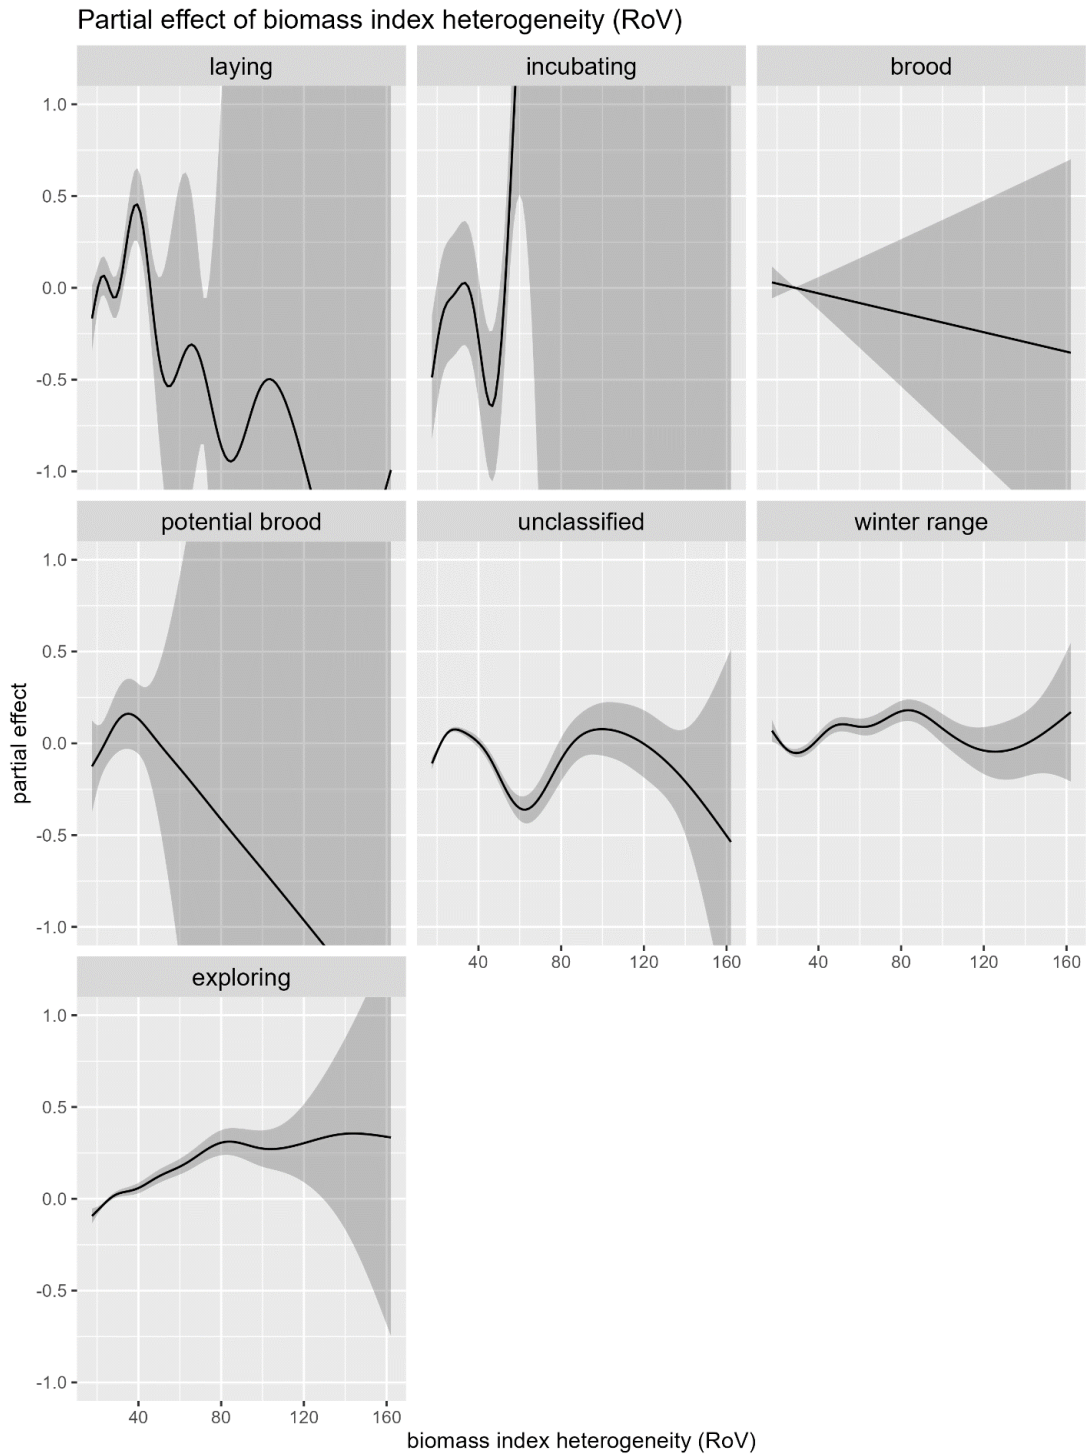 Partial effect of biomass index heterogeneity (RoV)
laying incubating brood
1.0
0.5
0.0
-0.5
-1.0
potential brood unclassified winter range
1.0
0.5
0.0
-0.5
-1.0
partial effect
40 80 120 160 40 80 120 160
exploring
1.0
0.5
0.0
-0.5
-1.0
40 80 120 160
biomass index heterogeneity (RoV)